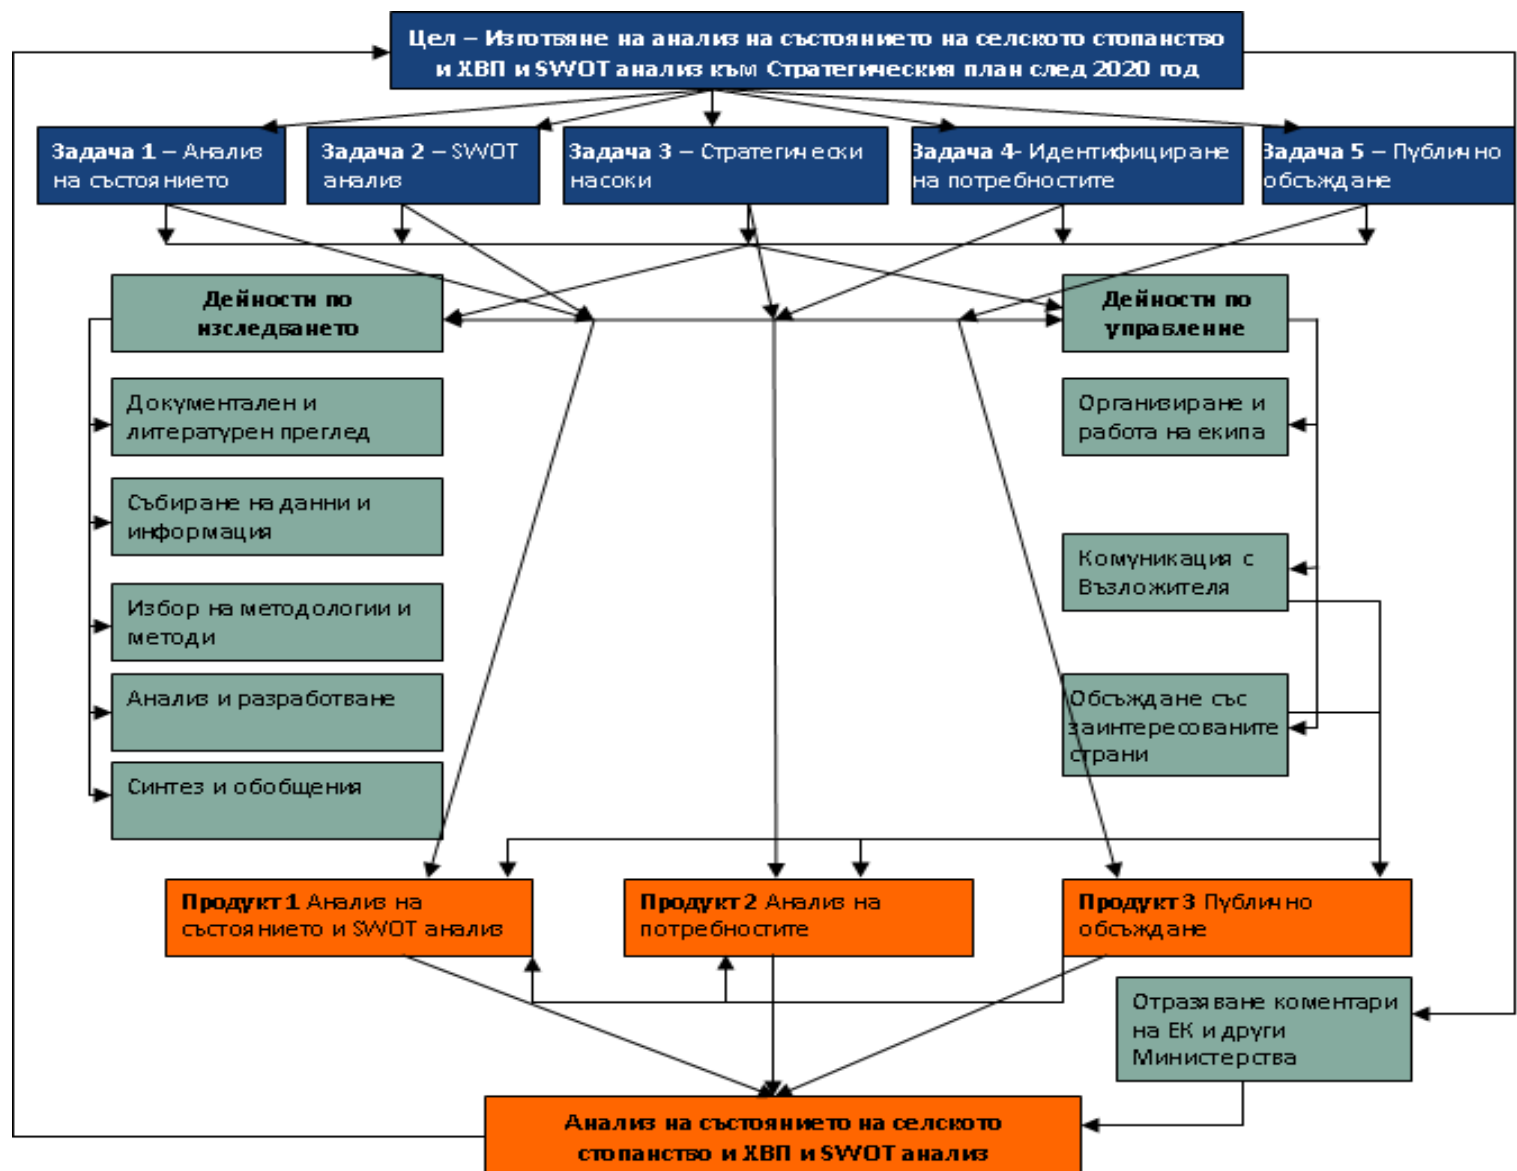 Цел – Изготвяне на анализ на състоянието на селското стопанство
и ХВП и SWOT анализ към Стратегическия план след 2020 год
Задача 1 – Анализ
на състоянието
Задача 2 – SWOT
анализ
Задача 3 – Стратегически
насоки
Задача 4- Идентифициране
на потребностите
Задача 5 – Публично
обсъждане
Дейности по
изследването
Дейности по
управление
Документален и
литературен преглед
Организиране и
работа на екипа
Събиране на данни и
информация
Комуникация с
Възложителя
Избор на методологии и
методи
Анализ и разработване
Обсъждане със
заинтересованите
страни
Синтез и обобщения
Продукт 1 Анализ на
състоянието и SWOT анализ
Продукт 2 Анализ на
потребностите
Продукт 3 Публично
обсъждане
Отразяване коментари
на ЕК и други
Министерства
Анализ на състоянието на селското
стопанство и ХВП и SWOT анализ